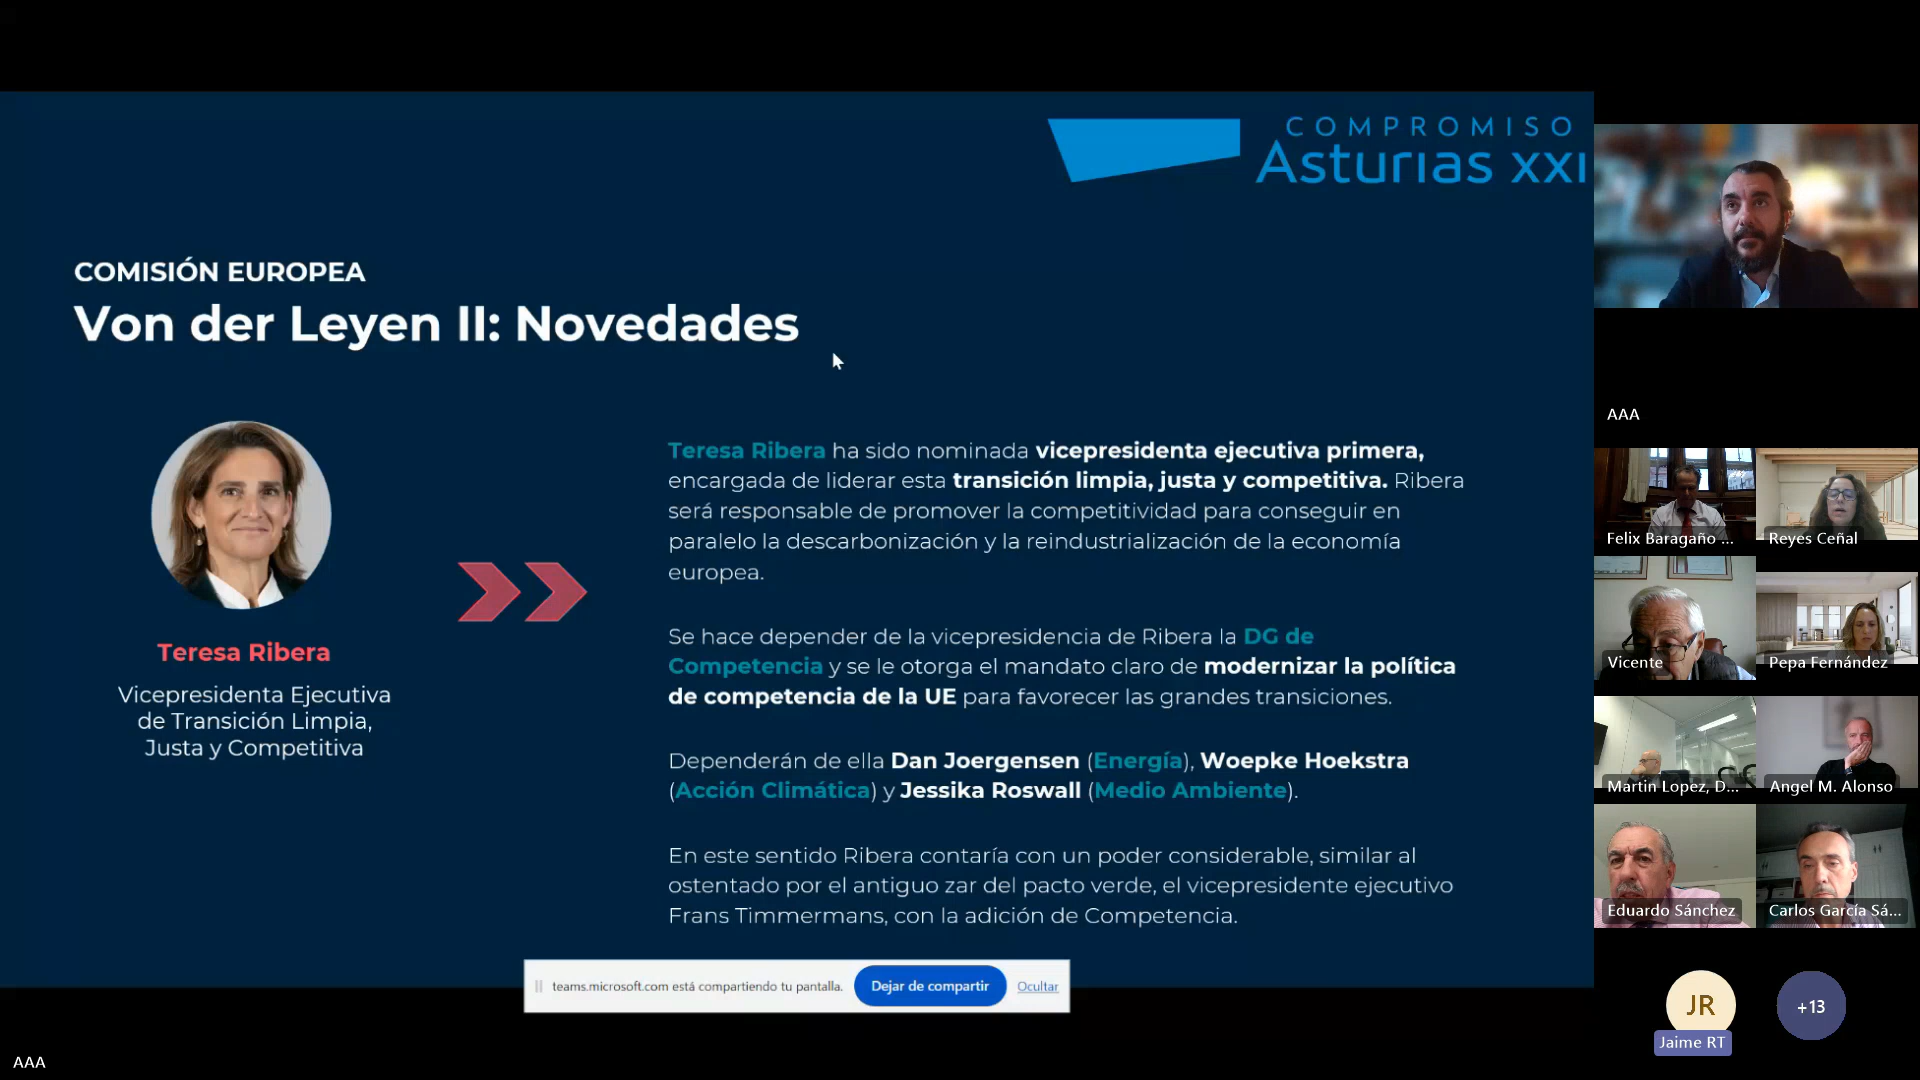 COMPROMISO
Asturias XXI
COMISIÓN EUROPEA
Von der Leyen II: Novedades
Teresa Ribera
Vicepresidenta Ejecutiva
de Transición Limpia,
Justa y Competitiva
Teresa Ribera ha sido nominada vicepresidenta ejecutiva primera,
encargada de liderar esta transición limpia, justa y competitiva. Ribera
será responsable de promover la competitividad para conseguir en
paralelo la descarbonización y la reindustrialización de la economía
europea.
Se hace depender de la vicepresidencia de Ribera la DG de
Competencia y se le otorga el mandato claro de modernizar la política
de competencia de la UE para favorecer las grandes transiciones.
Dependerán de ella Dan Joergensen (Energía), Woepke Hoekstra
(Acción Climática) y Jessika Roswall (Medio Ambiente).
En este sentido Ribera contaría con un poder considerable, similar al
ostentado por el antiguo zar del pacto verde, el vicepresidente ejecutivo
Frans Timmermans, con la adición de Competencia.
teams.microsoft.com está compartiendo tu pantalla.
Dejar de compartir
Ocultar
AAA
AAA
Felix Baragaño ...
Reyes Ceñal
Vicente
Pepa Fernández
Martin Lopez, D...
Angel M. Alonso
Eduardo Sánchez
Carlos García Sá...
JR
Jaime RT
+13